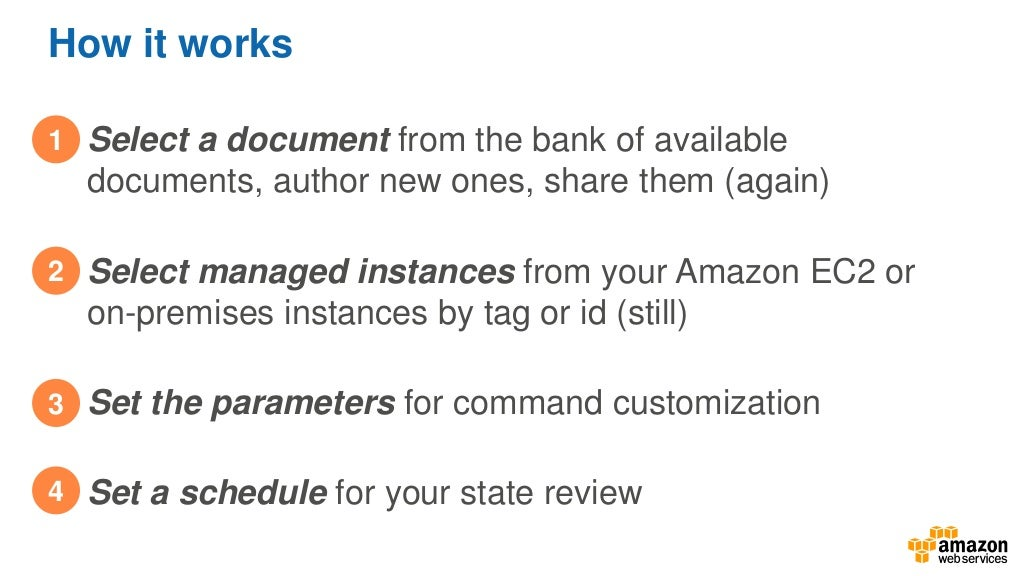 How it works
1 Select a document from the bank of available
documents, author new ones, share them (again)
2 Select managed instances from your Amazon EC2 or
on-premises instances by tag or id (still)
3 Set the parameters for command customization
4 Set a schedule for your state review
amazon
web services